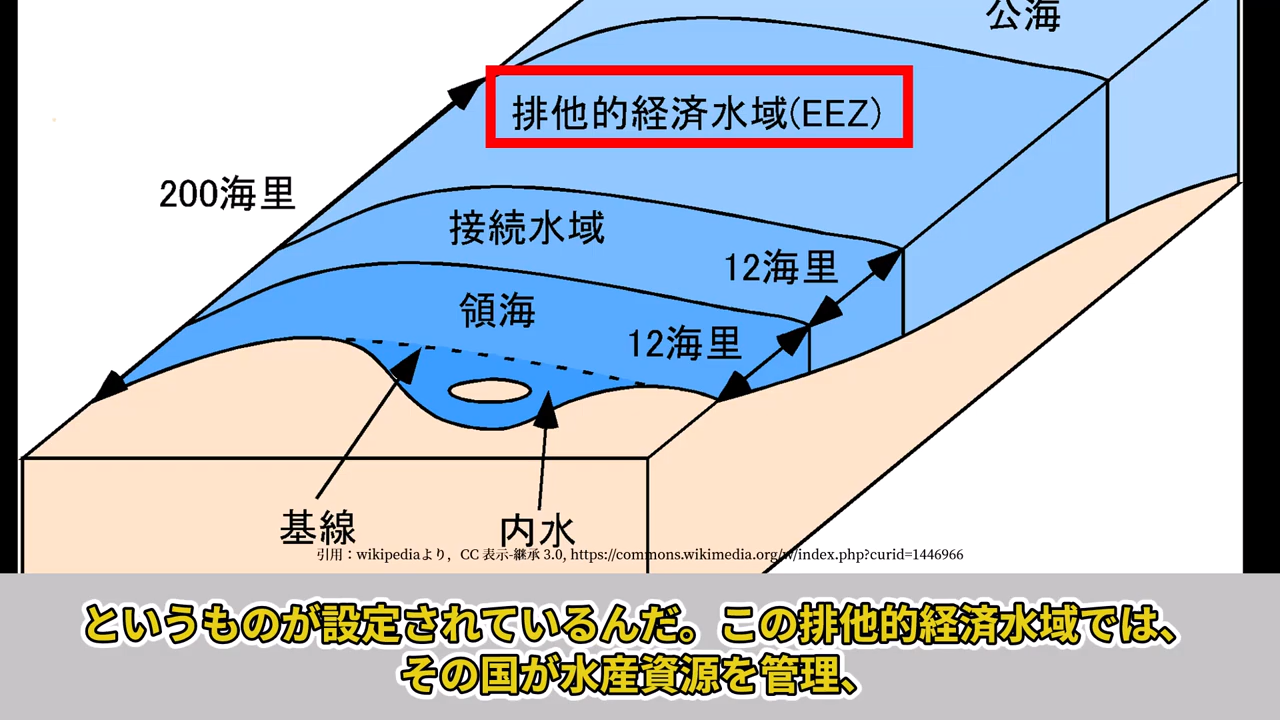 公海
排他的経済水域(EEZ)
200海里
接続水域
12海里
領海
12海里
基線
内水
引用：wikipediaより, CC 表示-継承 3.0, https://commons.wikimedia.org/w/index.php?curid=1446966
というものが設定されているんだ。この排他的経済水域では、
その国が水産資源を管理、